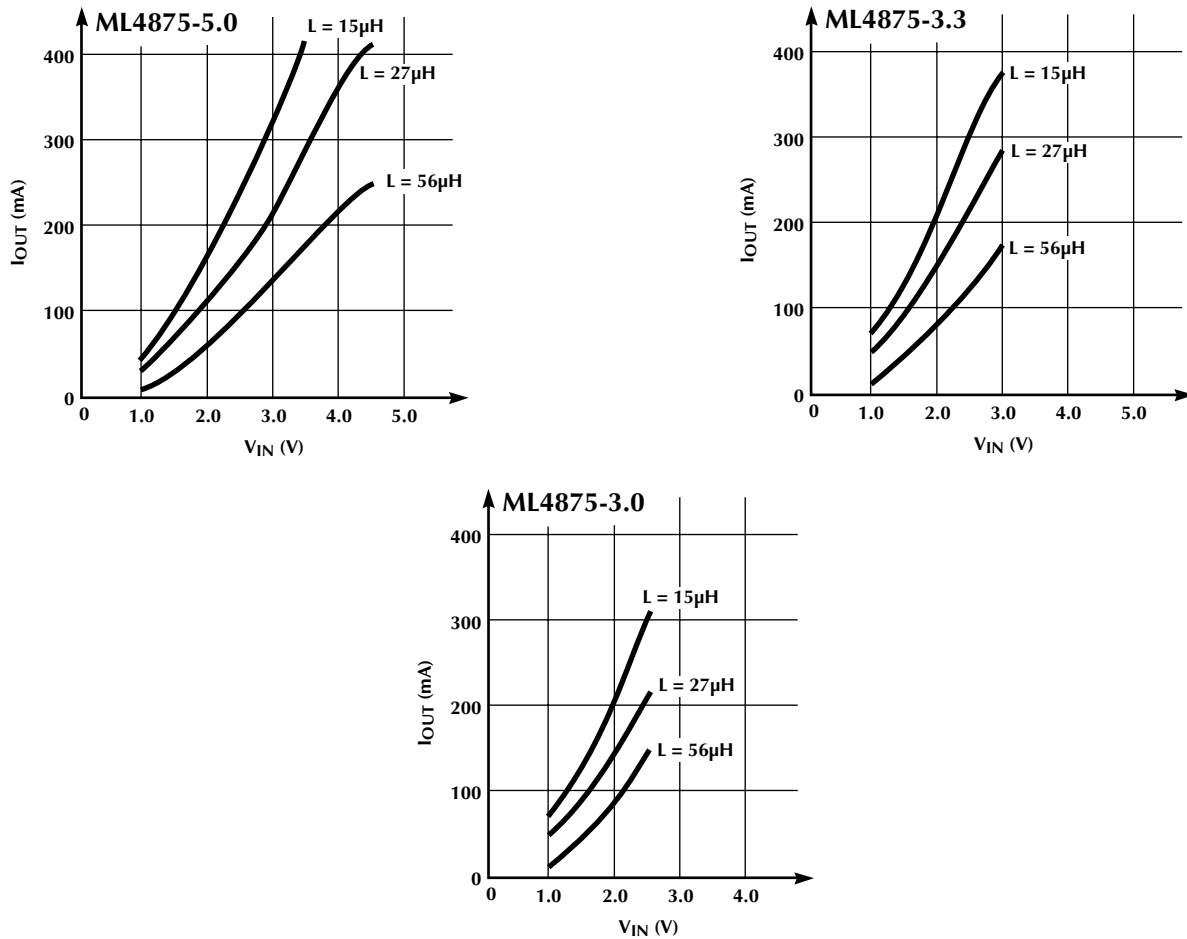 ML4875-5.0
L = 15µH
400
L = 27µH
300
L = 56µH
200
100
0
IOUT (mA)
0 1.0 2.0 3.0 4.0 5.0
VIN (V)
ML4875-3.3
400
L = 15µH
300
L = 27µH
200
L = 56µH
100
0
IOUT (mA)
0 1.0 2.0 3.0 4.0 5.0
VIN (V)
ML4875-3.0
400
L = 15µH
300
L = 27µH
200
L = 56µH
100
0
IOUT (mA)
0 1.0 2.0 3.0 4.0
VIN (V)